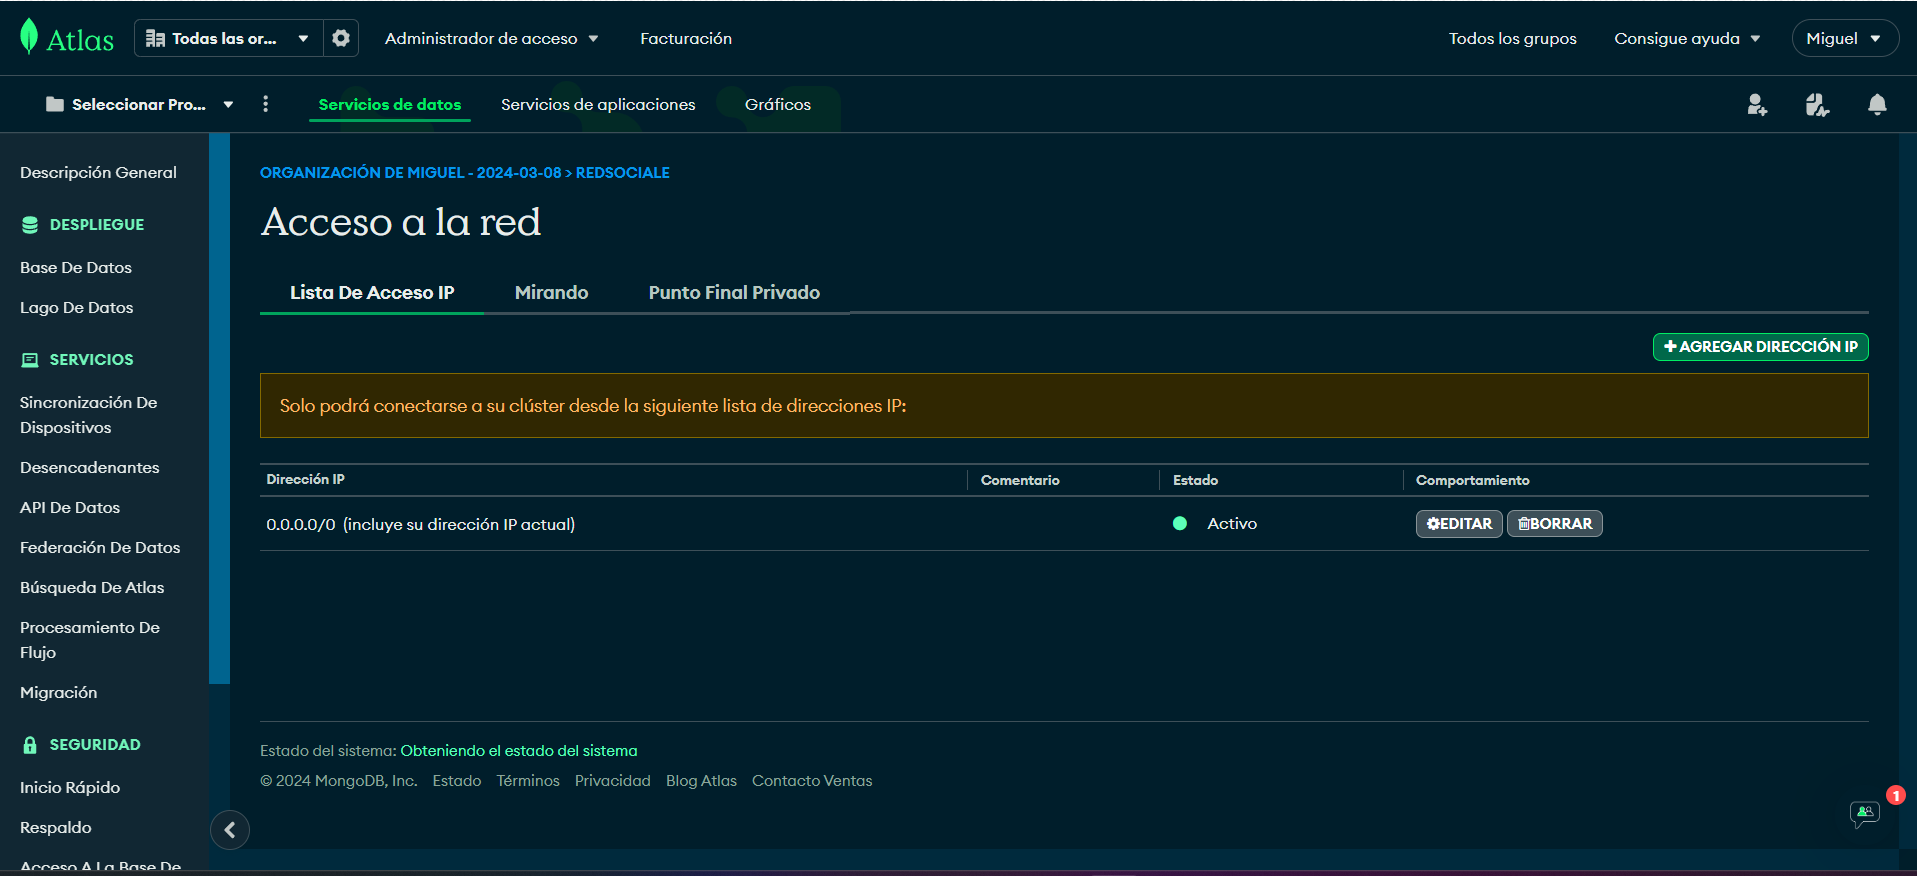 Atlas
Todas las or...
Administrador de acceso
Facturación
Todos los grupos
Consigue ayuda
Miguel
Seleccionar Pro...
Servicios de datos
Servicios de aplicaciones
Gráficos
Descripción General
DESPLIEGUE
Base De Datos
Lago De Datos
SERVICIOS
Sincronización De
Dispositivos
Desencadenantes
API De Datos
Federación De Datos
Búsqueda De Atlas
Procesamiento De
Flujo
Migración
SEGURIDAD
Inicio Rápido
Respaldo
Acceso A La Base De
ORGANIZACIÓN DE MIGUEL - 2024-03-08 > REDSOCIALE
Acceso a la red
Lista De Acceso IP
Mirando
Punto Final Privado
AGREGAR DIRECCIÓN IP
Solo podrá conectarse a su clúster desde la siguiente lista de direcciones IP:
Dirección IP
Comentario
Estado
Comportamiento
0.0.0.0/0 (incluye su dirección IP actual)
Activo
EDITAR
BORRAR
Estado del sistema: Obteniendo el estado del sistema
© 2024 MongoDB, Inc. Estado Términos Privacidad Blog Atlas Contacto Ventas
1